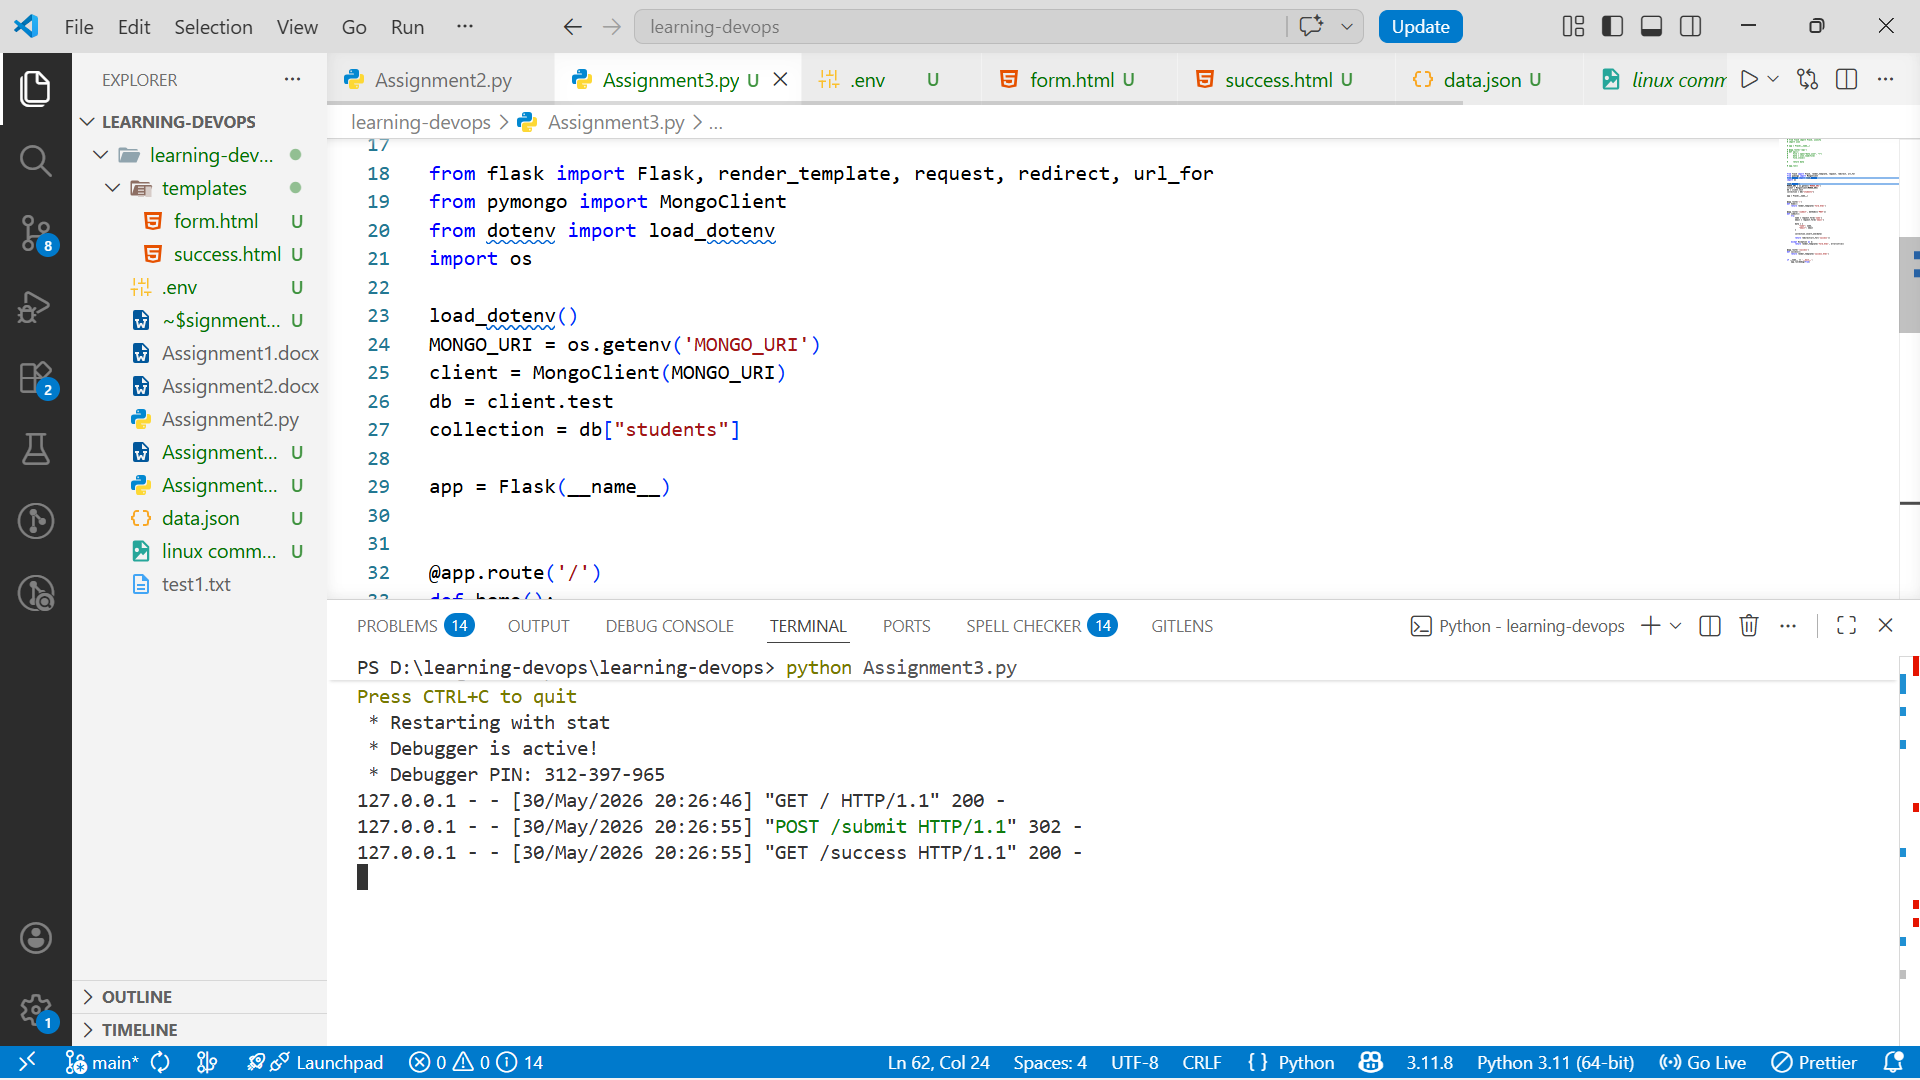 File Edit Selection View Go Run ...
learning-devops
Update
EXPLORER
Assignment2.py
Assignment3.py U
.env U
form.html U
success.html U
data.json U
linux comm
LEARNING-DEVOPS
learning-dev...
templates
form.html U
success.html U
.env U
~$signment... U
Assignment1.docx
Assignment2.docx
Assignment2.py
Assignment... U
Assignment... U
data.json U
linux comm... U
test1.txt
8
2
1
OUTLINE
TIMELINE
learning-devops > Assignment3.py > ...
17
18 from flask import Flask, render_template, request, redirect, url_for
19 from pymongo import MongoClient
20 from dotenv import load_dotenv
21 import os
22
23 load_dotenv()
24 MONGO_URI = os.getenv('MONGO_URI')
25 client = MongoClient(MONGO_URI)
26 db = client.test
27 collection = db["students"]
28
29 app = Flask(__name__)
30
31
32 @app.route('/')
33 def home():
PROBLEMS 14 OUTPUT DEBUG CONSOLE TERMINAL PORTS SPELL CHECKER 14 GITLENS
Python - learning-devops
PS D:\learning-devops\learning-devops> python Assignment3.py
Press CTRL+C to quit
* Restarting with stat
* Debugger is active!
* Debugger PIN: 312-397-965
127.0.0.1 - - [30/May/2026 20:26:46] "GET / HTTP/1.1" 200 -
127.0.0.1 - - [30/May/2026 20:26:55] "POST /submit HTTP/1.1" 302 -
127.0.0.1 - - [30/May/2026 20:26:55] "GET /success HTTP/1.1" 200 -
main* Launchpad 0 0 14 Ln 62, Col 24 Spaces: 4 UTF-8 CRLF { } Python 3.11.8 Python 3.11 (64-bit) Go Live Prettier